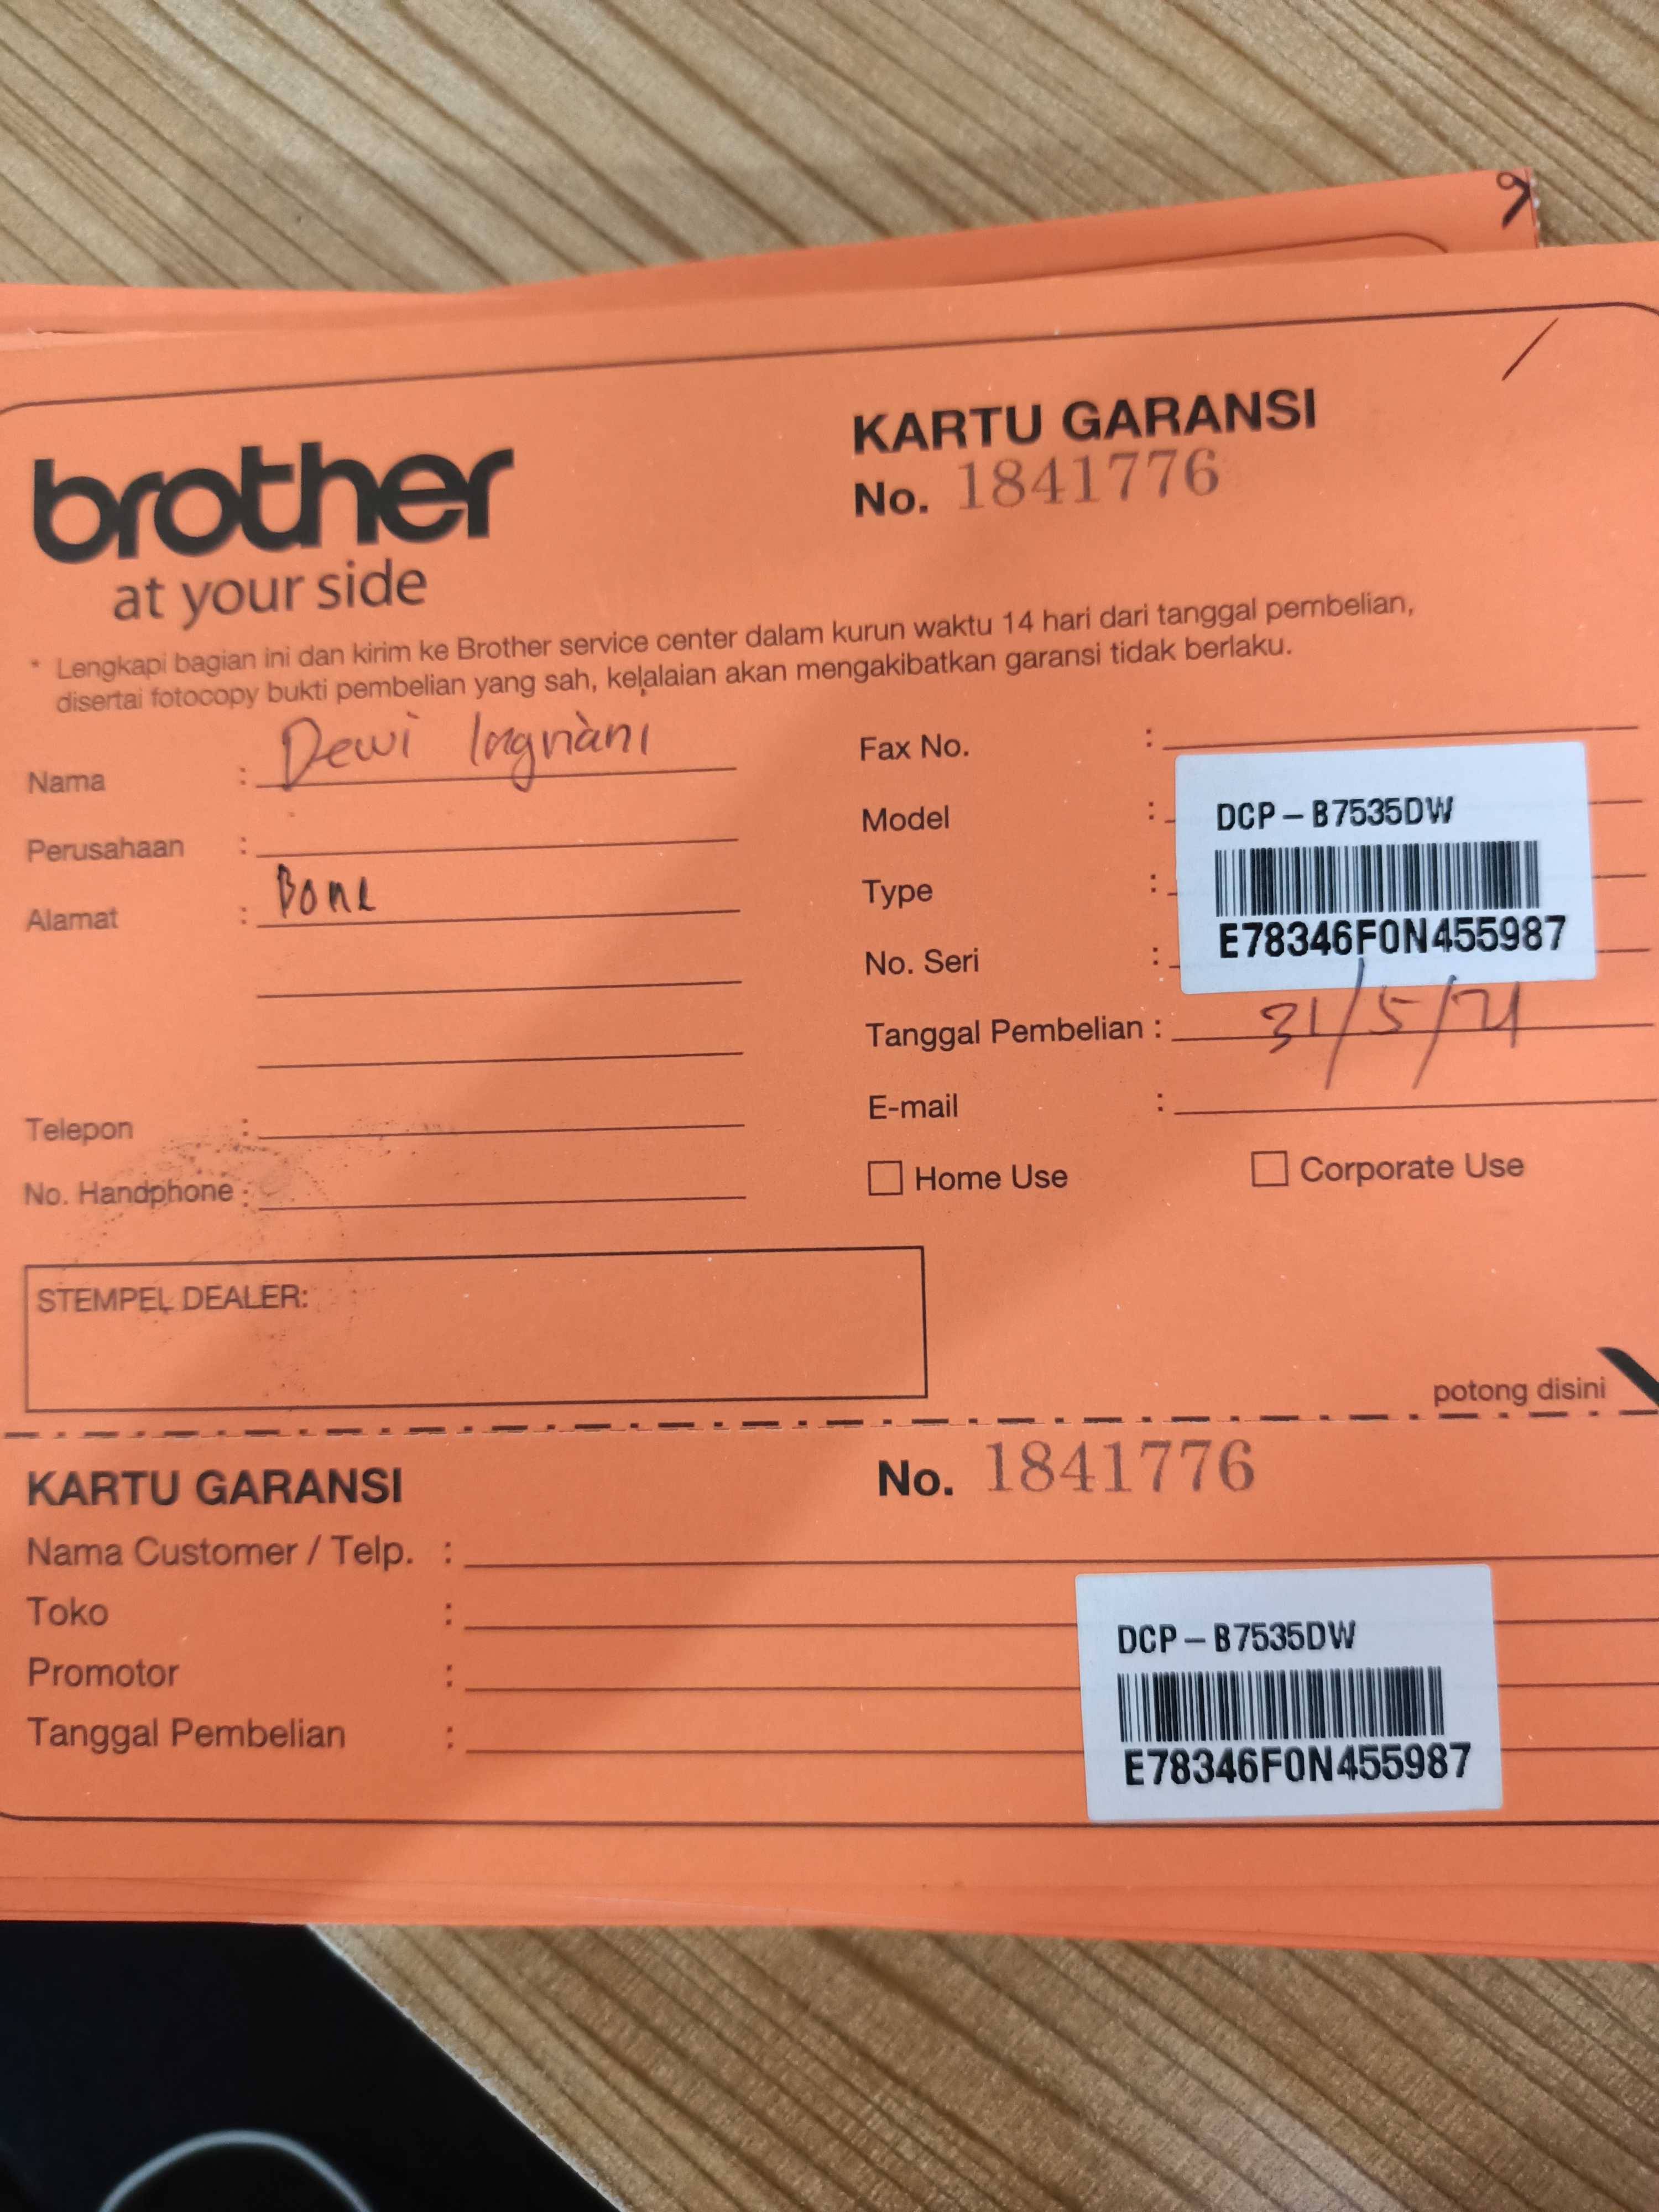 brother
at your side
KARTU GARANSI
No. 1841776
* Lengkapi bagian ini dan kirim ke Brother service center dalam kurun waktu 14 hari dari tanggal pembelian,
disertai fotocopy bukti pembelian yang sah, kelalaian akan mengakibatkan garansi tidak berlaku.
Nama : Dewi
Perusahaan :
Alamat : Bone
Telepon :
No. Handphone :
Fax No. :
Model : DCP-B7535DW
Type :
No. Seri : E78346F0N455987
Tanggal Pembelian : 31/5/21
E-mail :
Home Use Corporate Use
STEMPEL DEALER:
potong disini
KARTU GARANSI No. 1841776
Nama Customer / Telp. :
Toko :
Promotor :
Tanggal Pembelian :
DCP-B7535DW
E78346F0N455987